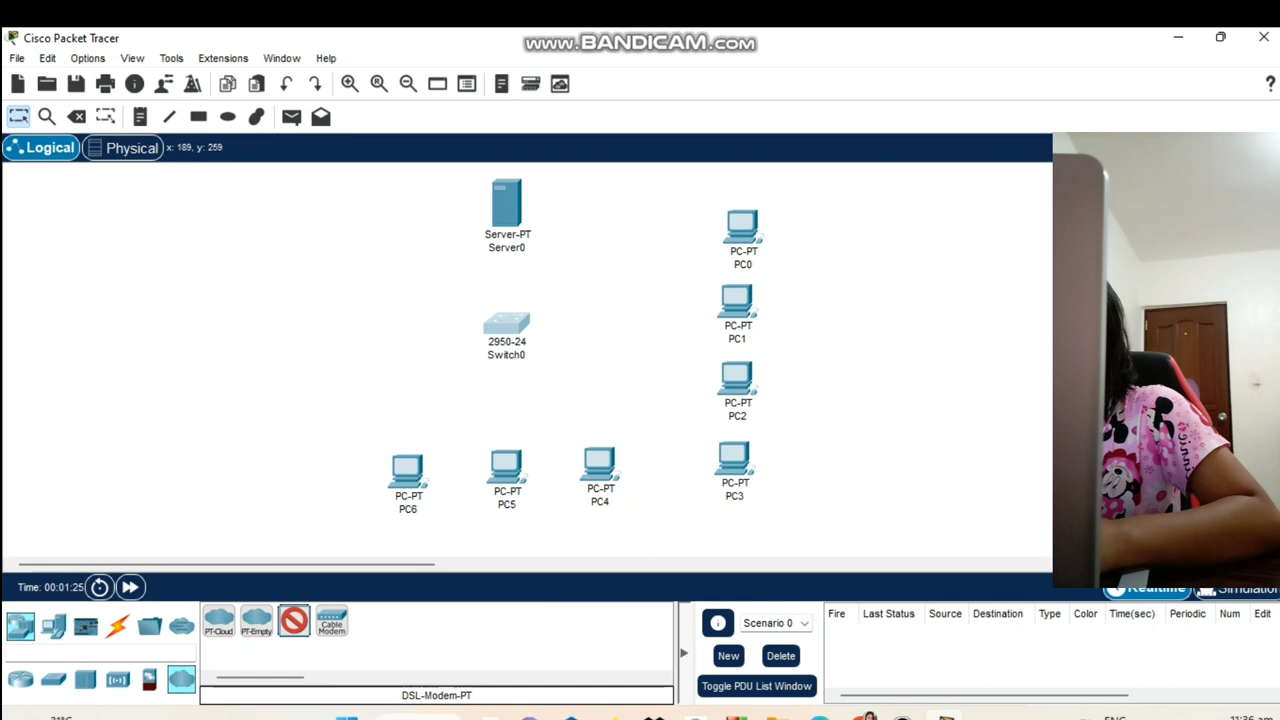 Cisco Packet Tracer
www.BANDICAM.com
File Edit Options View Tools Extensions Window Help
?
Logical Physical x: 189, y: 259
Server-PT
Server0
PC-PT
PC0
PC-PT
PC1
2950-24
Switch0
PC-PT
PC2
PC-PT
PC3
PC-PT
PC4
PC-PT
PC5
PC-PT
PC6
Time: 00:01:25
Realtime Simulation
PT-Cloud PT-Empty Cable Modem
DSL-Modem-PT
Scenario 0
New Delete
Toggle PDU List Window
Fire Last Status Source Destination Type Color Time(sec) Periodic Num Edit
ENG